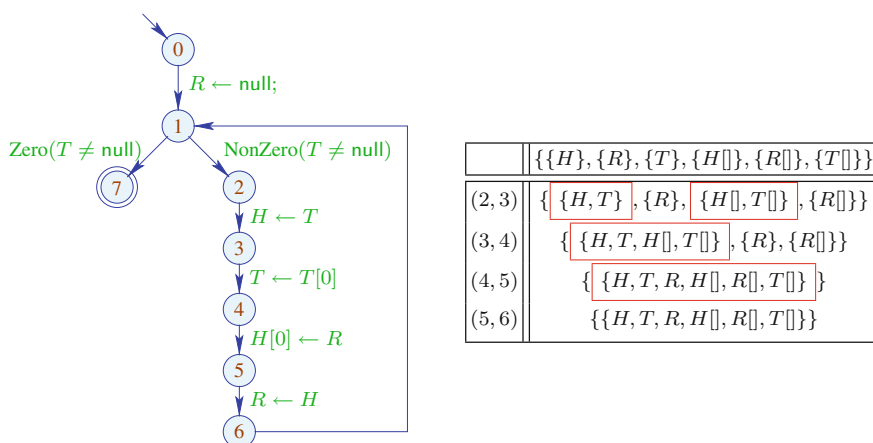 0
R ← null;
1
Zero(T ≠ null)
NonZero(T ≠ null)
7
2
H ← T
3
T ← T[0]
4
H[0] ← R
5
R ← H
6
{{H}, {R}, {T}, {H[]}, {R[]}, {T[]}}
(2, 3) { {H, T} , {R}, {H[], T[]} , {R[]}}
(3, 4) { {H, T, H[], T[]} , {R}, {R[]}}
(4, 5) { {H, T, R, H[], R[], T[]} }
(5, 6) {{H, T, R, H[], R[], T[]}}